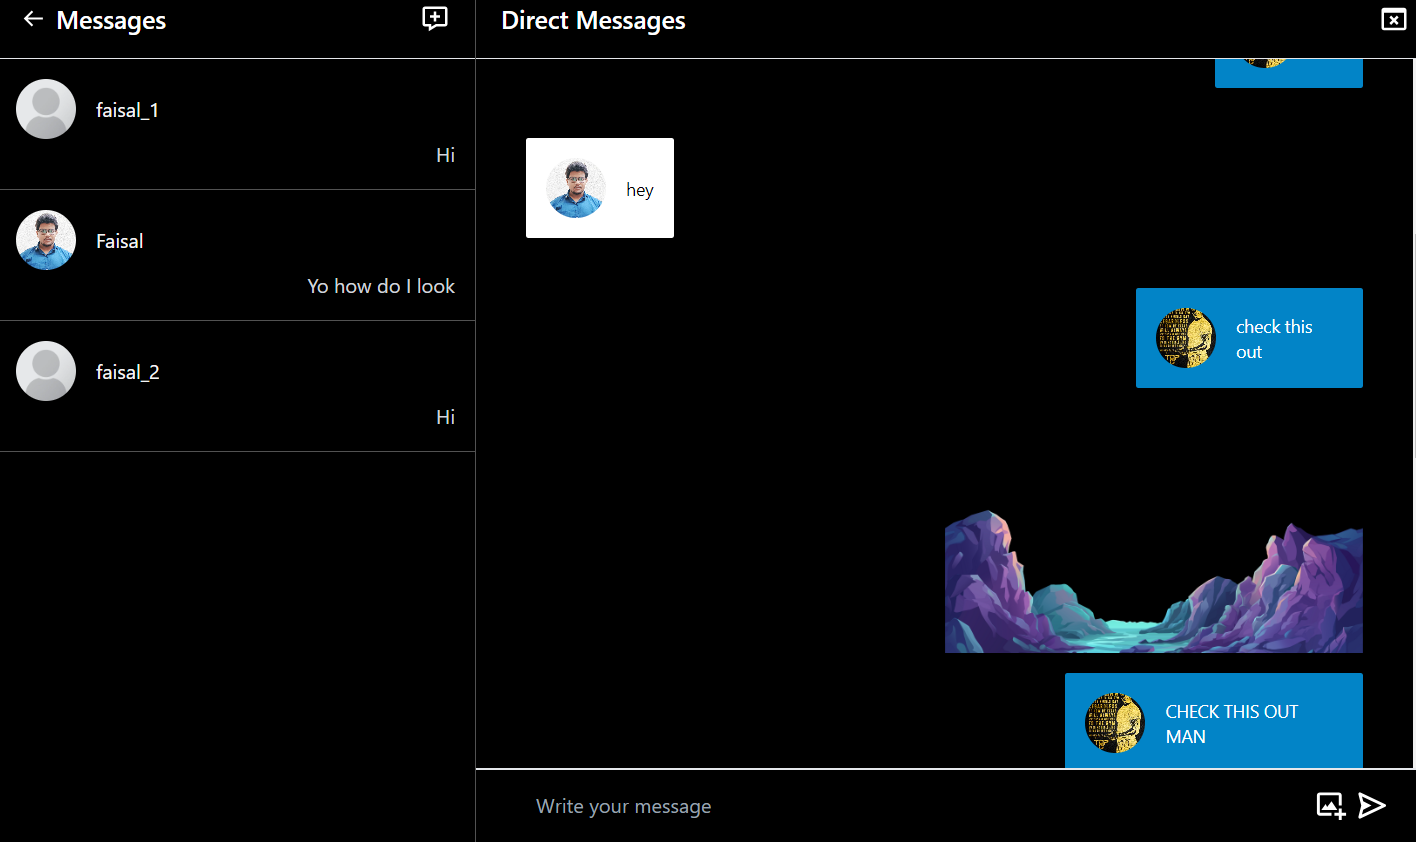 Messages
faisal_1
Hi
Faisal
Yo how do I look
faisal_2
Hi
Direct Messages
hey
check this
out
CHECK THIS OUT
MAN
Write your message